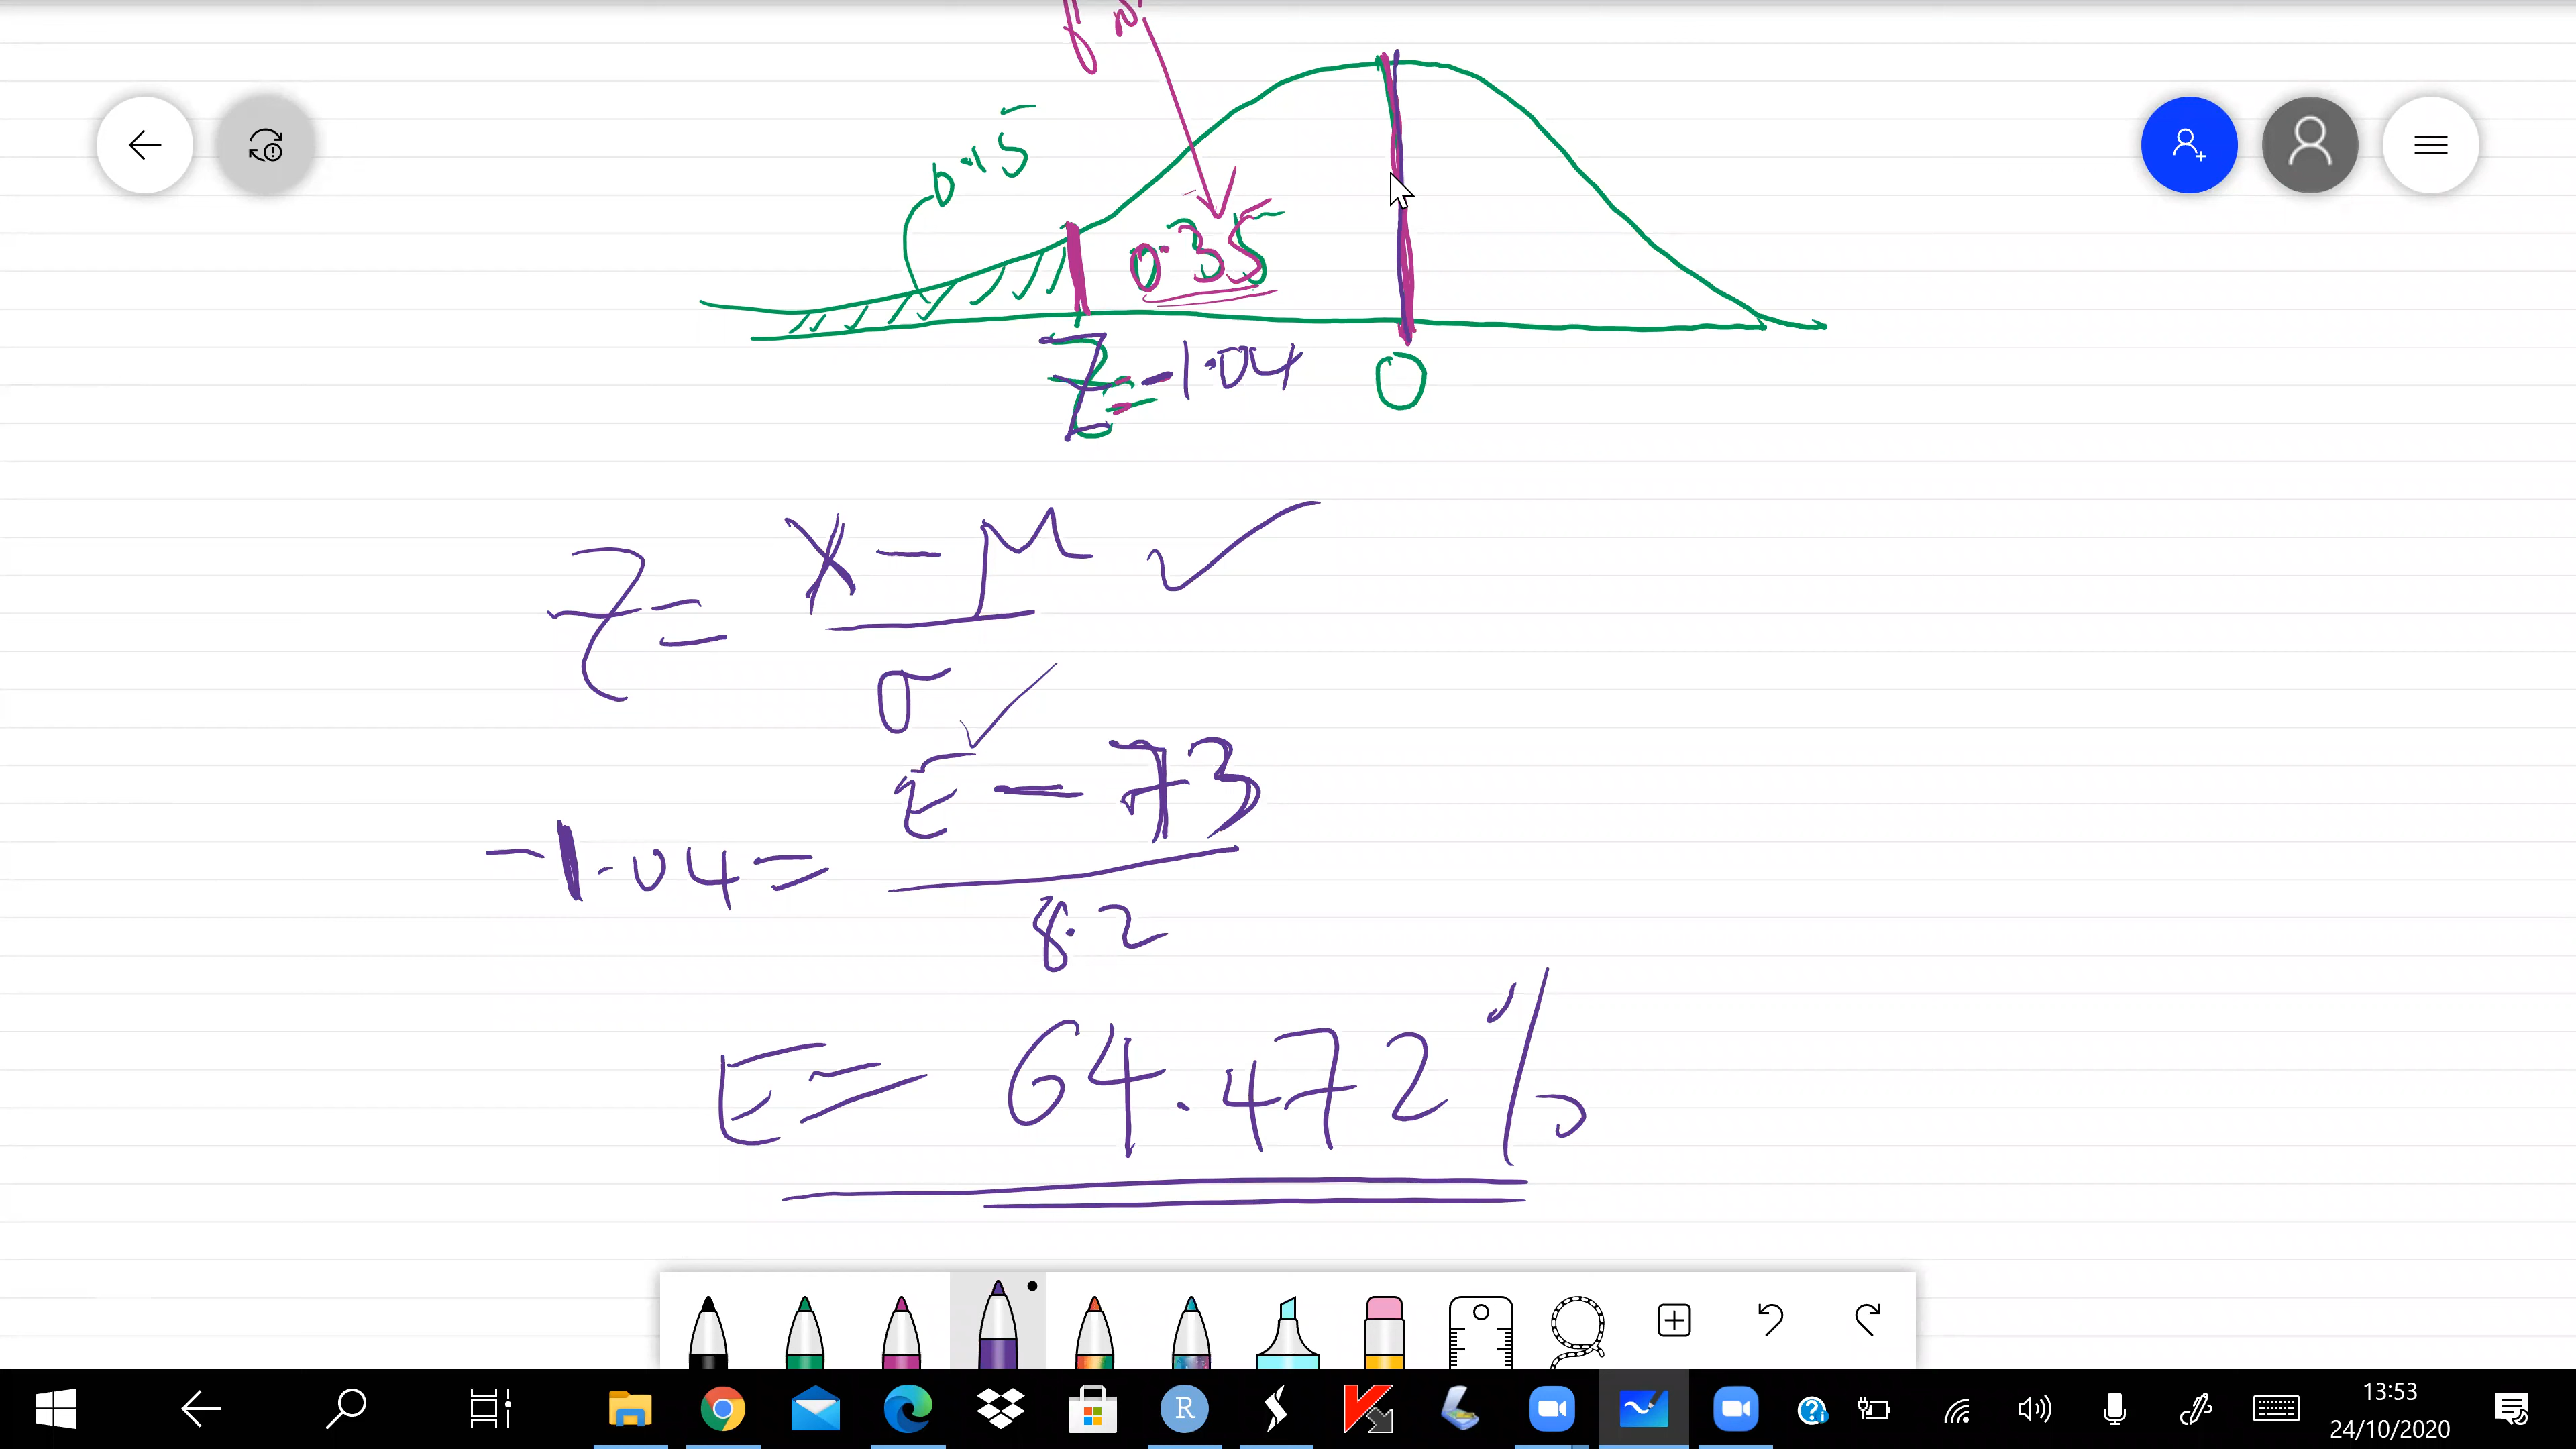 0.15
0.35
Z = -1.04
0
Z = X - μ
σ
E - 73
-1.04 =
8.2
E = 64.472%
R
13:53
24/10/2020